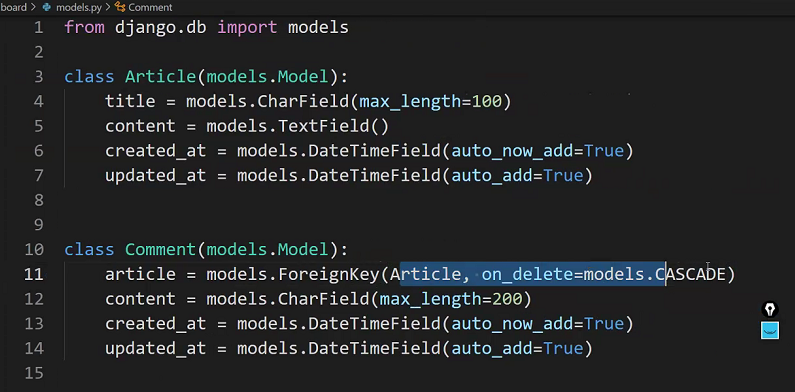 board > models.py > Comment
1 from django.db import models
2
3 class Article(models.Model):
4     title = models.CharField(max_length=100)
5     content = models.TextField()
6     created_at = models.DateTimeField(auto_now_add=True)
7     updated_at = models.DateTimeField(auto_add=True)
8
9
10 class Comment(models.Model):
11     article = models.ForeignKey(Article, on_delete=models.CASCADE)
12     content = models.CharField(max_length=200)
13     created_at = models.DateTimeField(auto_now_add=True)
14     updated_at = models.DateTimeField(auto_add=True)
15